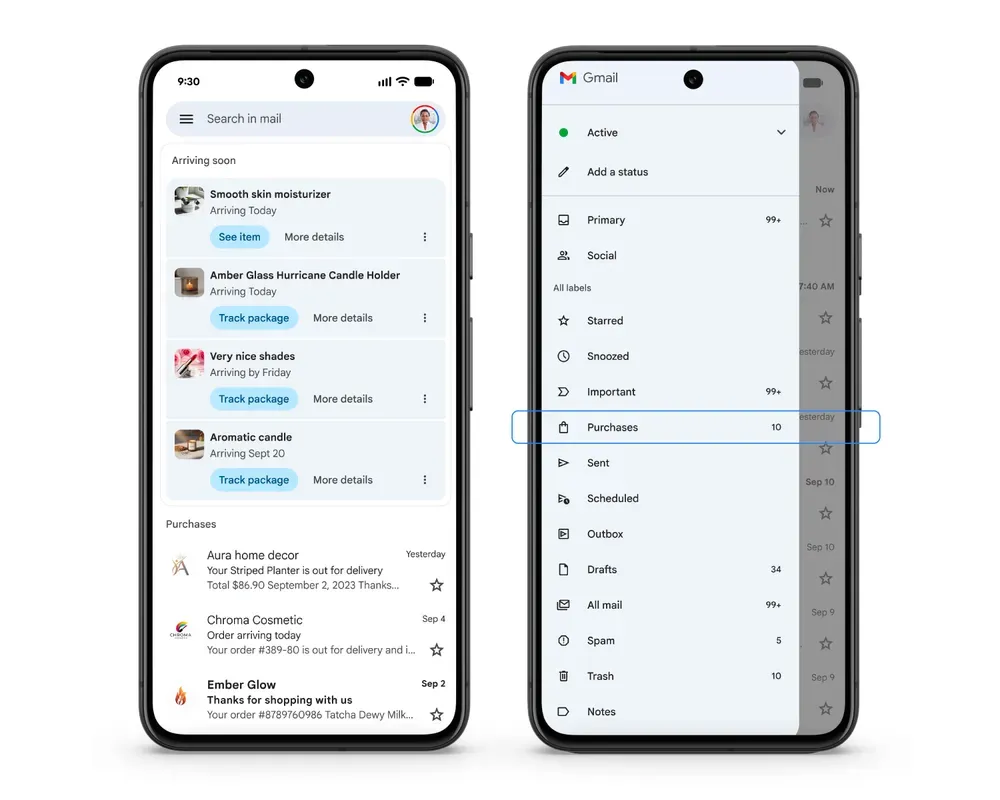 9:30
Search in mail
Arriving soon
Smooth skin moisturizer
Arriving Today
See item More details
Amber Glass Hurricane Candle Holder
Arriving Today
Track package More details
Very nice shades
Arriving by Friday
Track package More details
Aromatic candle
Arriving Sept 20
Track package More details
Purchases
Aura home decor Yesterday
Your Striped Planter is out for delivery
Total $86.90 September 2, 2023 Thanks...
CHROMA
Chroma Cosmetic Sep 4
Order arriving today
Your order #389-80 is out for delivery and i...
Ember Glow Sep 2
Thanks for shopping with us
Your order #8789760986 Tatcha Dewy Milk...
Gmail
Active
Add a status
Now
Primary 99+
...
Social
All labels
7:40 AM
Starred
Snoozed
esterday
Important 99+
esterday
Purchases 10
Sent
Sep 10
Scheduled
Outbox
Sep 10
Drafts 34
All mail 99+
Sep 9
Spam 5
Trash 10
Sep 9
Notes